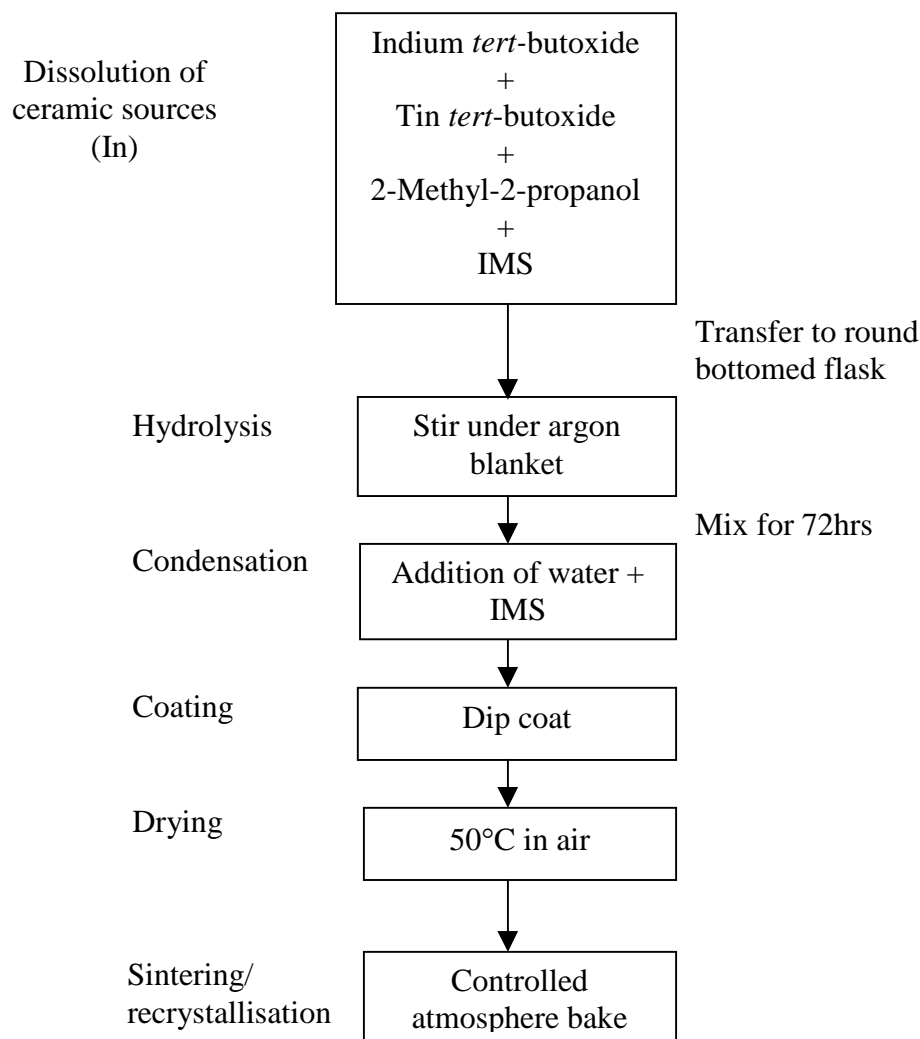 Dissolution of
ceramic sources
(In)
Indium tert-butoxide
+
Tin tert-butoxide
+
2-Methyl-2-propanol
+
IMS
Transfer to round
bottomed flask
Hydrolysis
Stir under argon
blanket
Mix for 72hrs
Condensation
Addition of water +
IMS
Coating
Dip coat
Drying
50°C in air
Sintering/
recrystallisation
Controlled
atmosphere bake